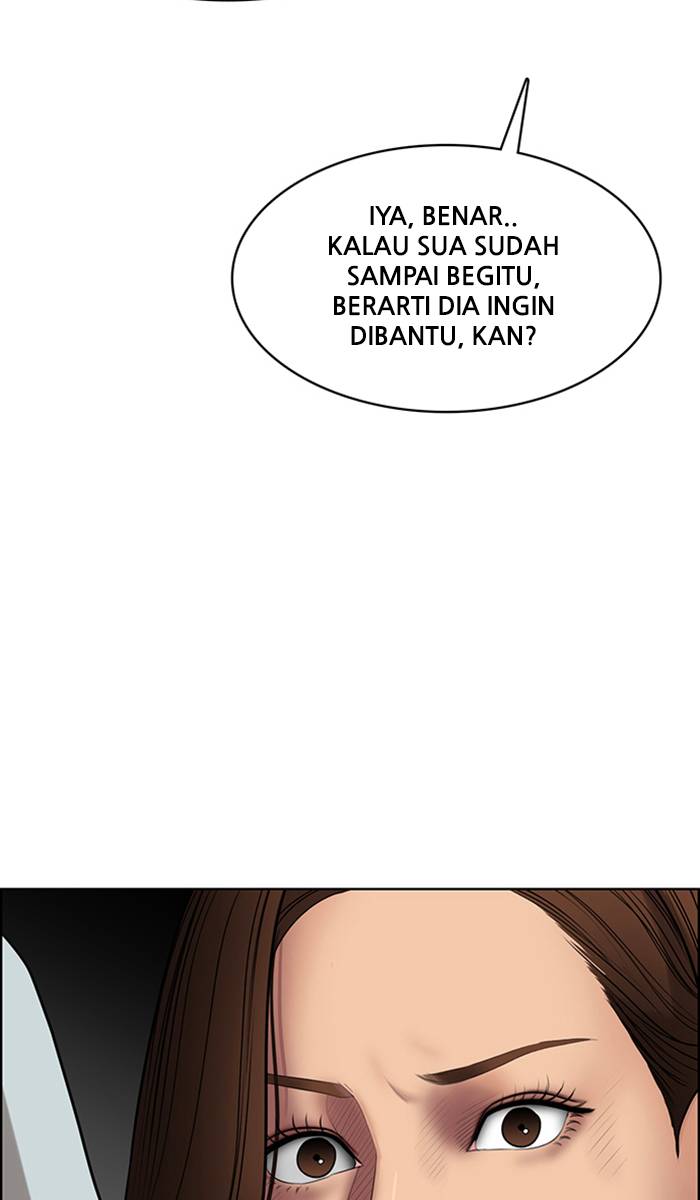 IYA, BENAR..
KALAU SUA SUDAH
SAMPAI BEGITU,
BERARTI DIA INGIN
DIBANTU, KAN?